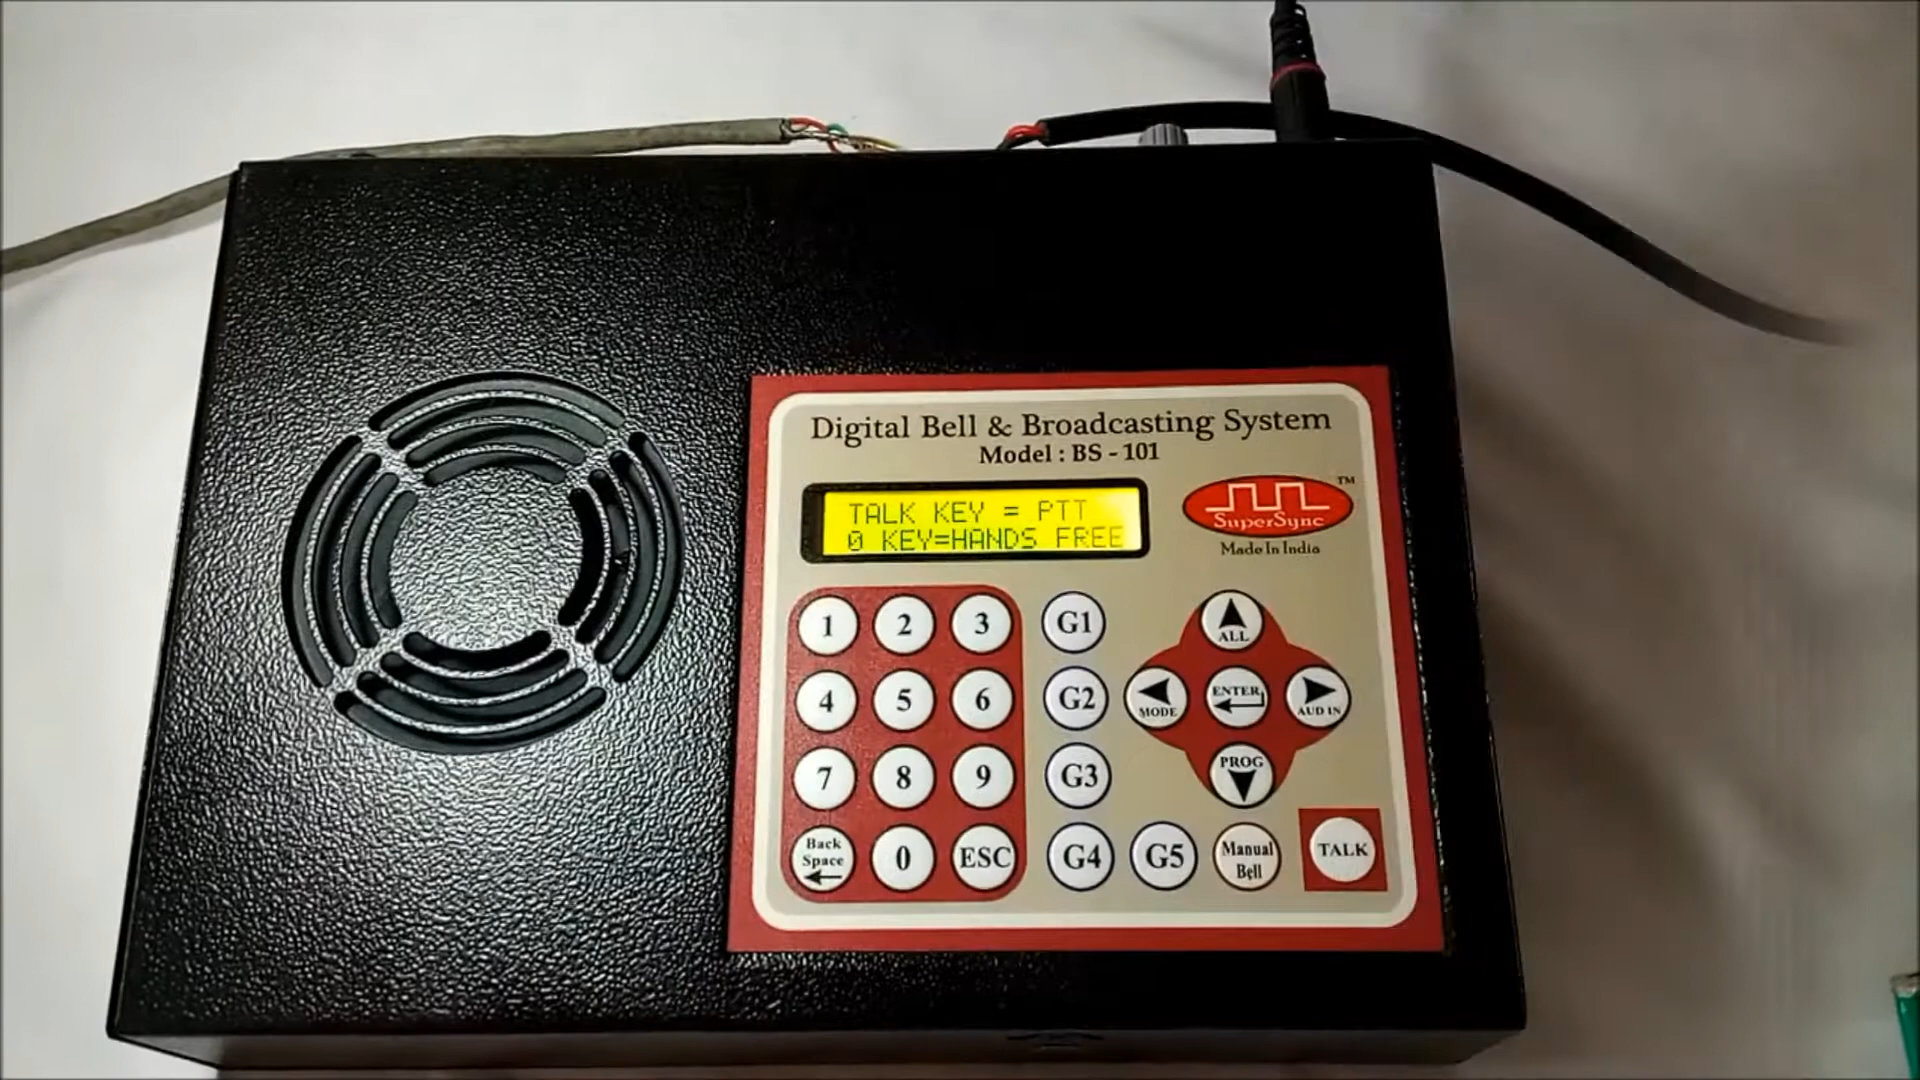 Digital Bell & Broadcasting System
Model : BS - 101
TALK KEY = PTT
0 KEY=HANDS FREE
SuperSync
TM
Made In India
1 2 3 G1 ALL
4 5 6 G2 MODE ENTER AUD IN
7 8 9 G3 PROG
Back
Space
0 ESC G4 G5
Manual
Bell
TALK